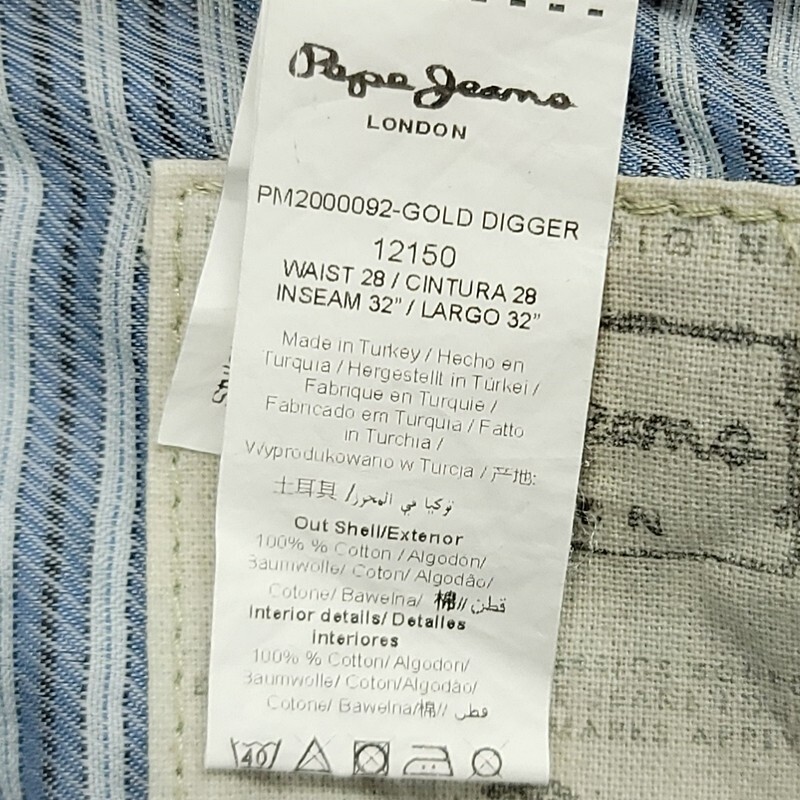 Pepe Jeans
LONDON
PM2000092-GOLD DIGGER
12150
WAIST 28 / CINTURA 28
INSEAM 32" / LARGO 32"
Made in Turkey / Hecho en
Turquia / Hergestellt in Türkei /
Fabrique en Turquie /
Fabricado em Turquia / Fatto
in Turchia /
Wyprodukowano w Turcja / 产地:
土耳其 /
Out Shell/Exterior
100% % Cotton / Algodon/
Baumwolle/ Coton/ Algodão/
Cotone/ Bawelna/ 棉// قطن
Interior details/ Detalles
interiores
100% % Cotton/ Algodon/
Baumwolle/ Coton/Algodão/
Cotone/ Bawelna/棉// قطن
40